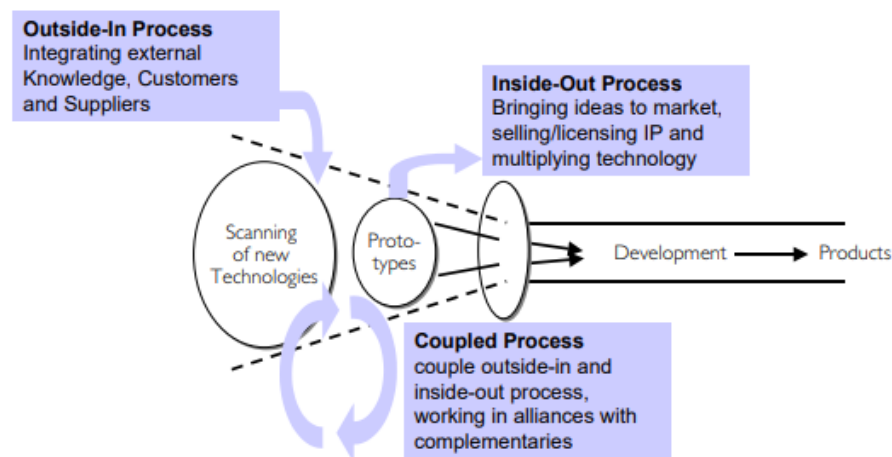 Outside-In Process
Integrating external
Knowledge, Customers
and Suppliers
Inside-Out Process
Bringing ideas to market,
selling/licensing IP and
multiplying technology
Scanning
of new
Technologies
Proto-
types
Development
Products
Coupled Process
couple outside-in and
inside-out process,
working in alliances with
complementaries